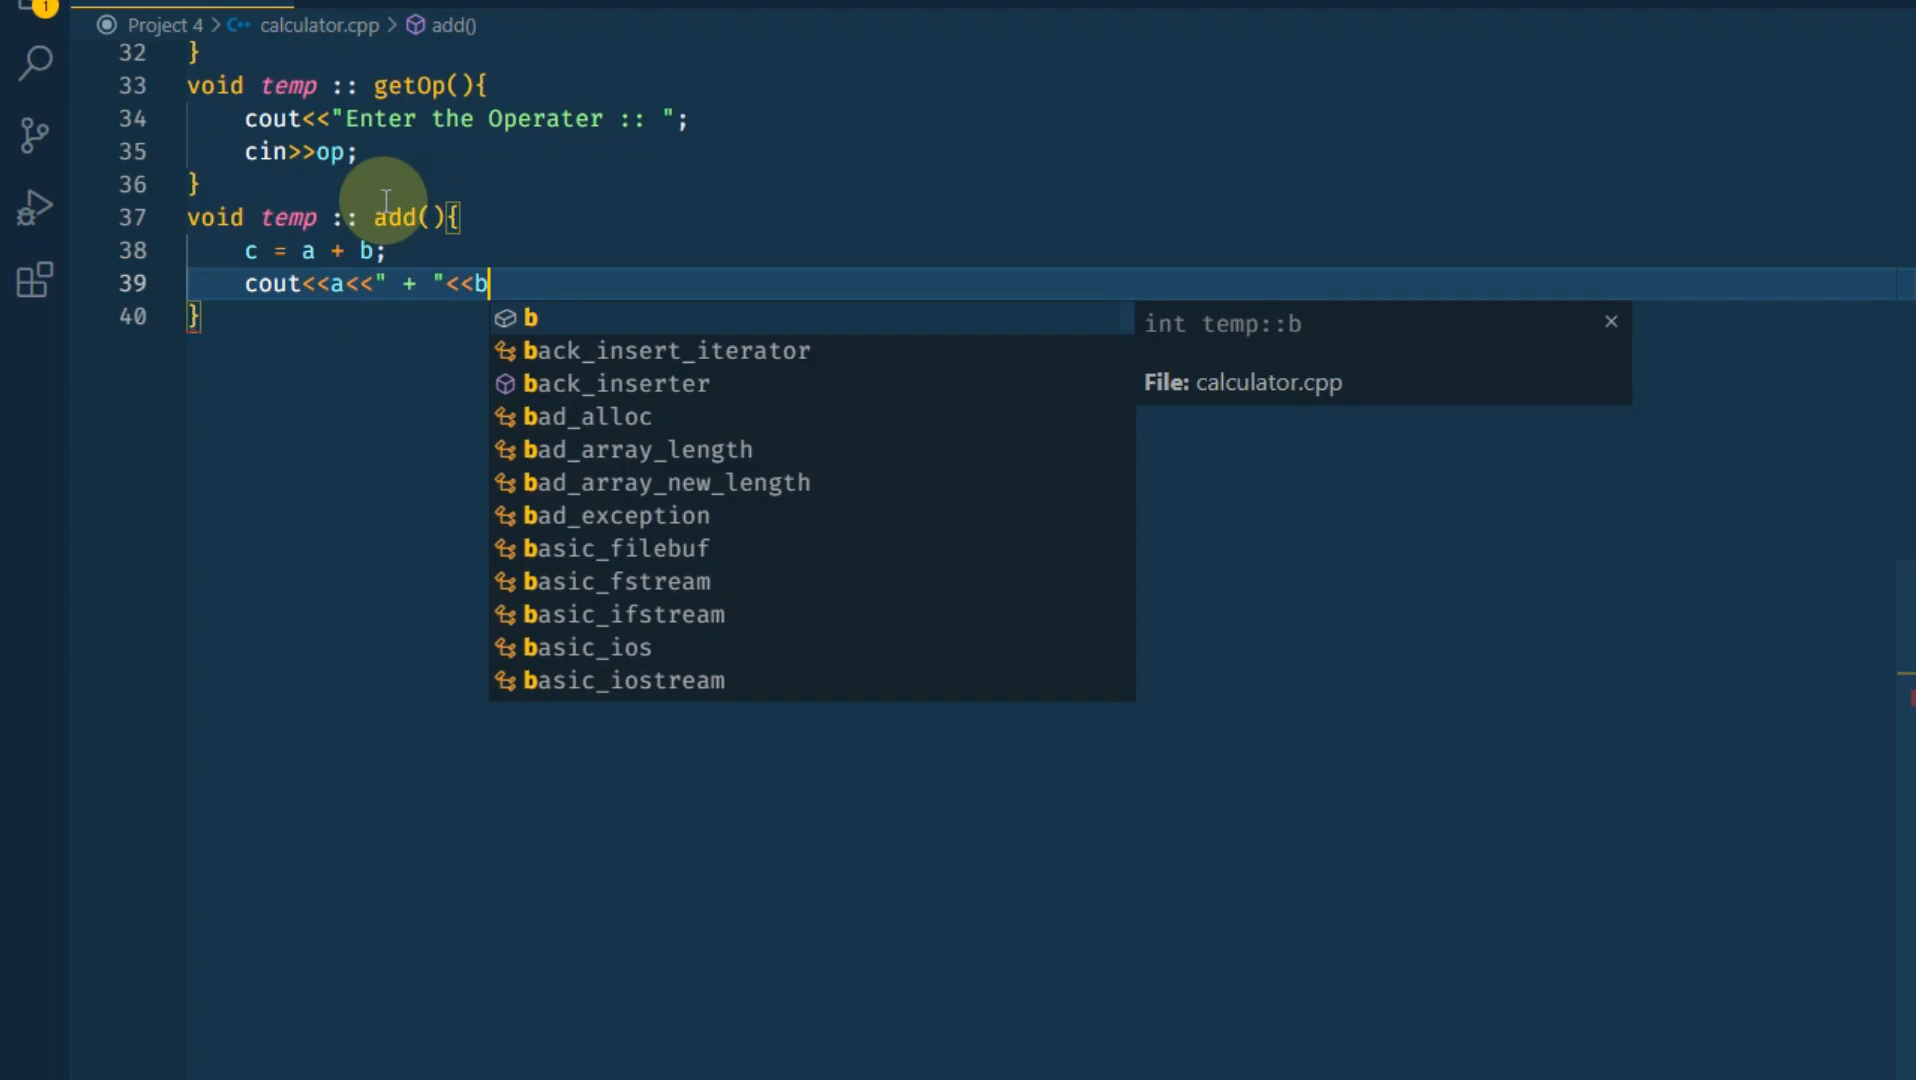 1
Project 4 > C++ calculator.cpp > add()
32 }
33 void temp :: getOp(){
34 cout<<"Enter the Operater :: ";
35 cin>>op;
36 }
37 void temp :: add(){
38 c = a + b;
39 cout<<a<<" + "<<b
40 }
b
back_insert_iterator
back_inserter
bad_alloc
bad_array_length
bad_array_new_length
bad_exception
basic_filebuf
basic_fstream
basic_ifstream
basic_ios
basic_iostream
int temp::b
File: calculator.cpp